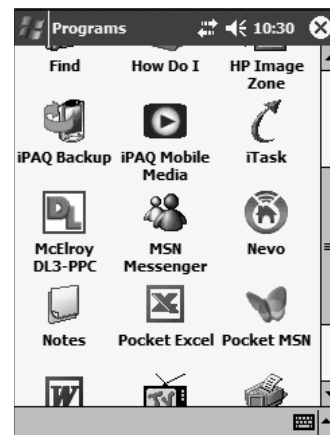 Programs 10:30
Find How Do I HP Image
Zone
iPAQ Backup iPAQ Mobile iTask
Media
DL
McElroy MSN Nevo
DL3-PPC Messenger
Notes Pocket Excel Pocket MSN
W TV